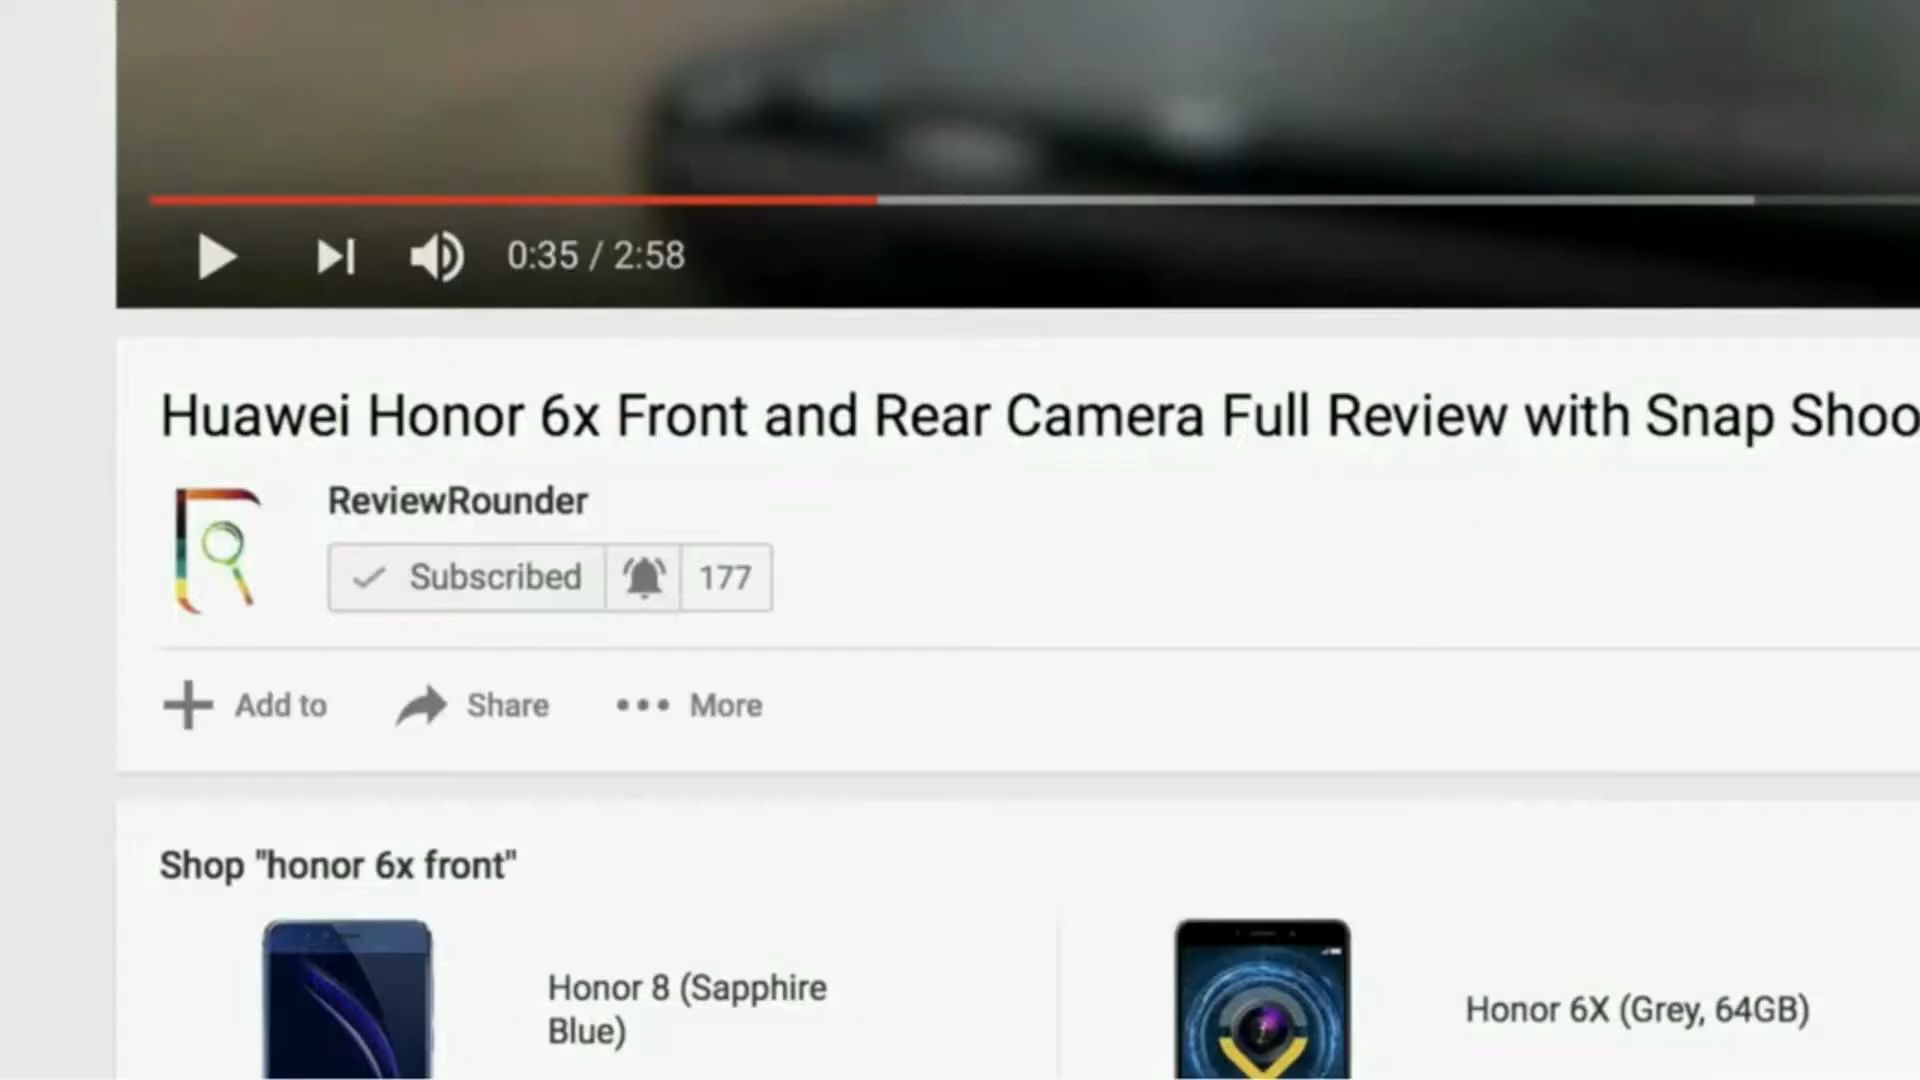 0:35 / 2:58
Huawei Honor 6x Front and Rear Camera Full Review with Snap Shoo
ReviewRounder
Subscribed 177
Add to Share More
Shop "honor 6x front"
Honor 8 (Sapphire
Blue)
Honor 6X (Grey, 64GB)